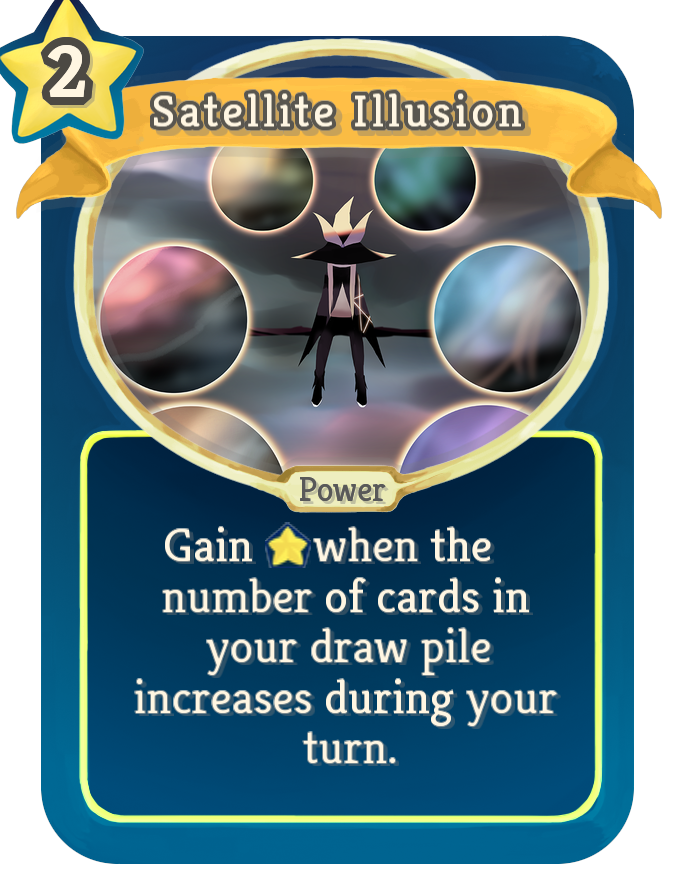 2
Satellite Illusion
Power
Gain when the
number of cards in
your draw pile
increases during your
turn.